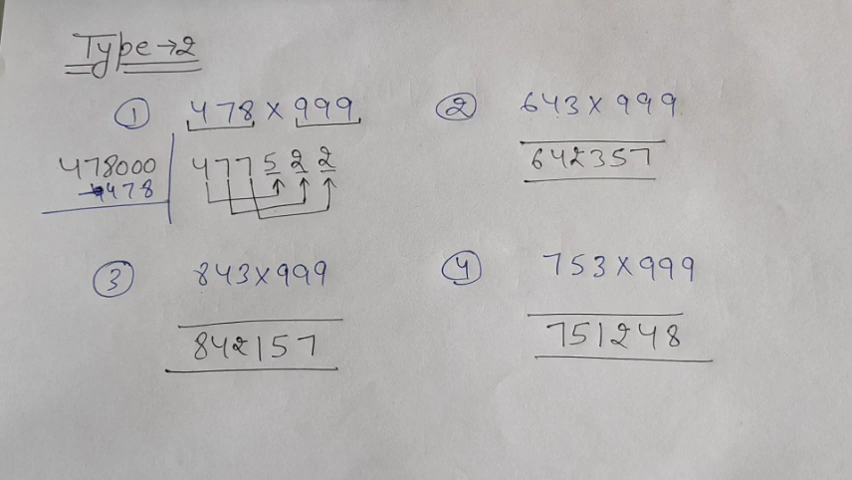 Type→2
① 478 × 999
478000
-478
477522
② 643 × 999
642357
③ 843 × 999
842157
④ 753 × 999
751248